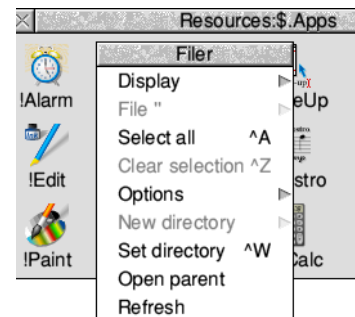 Resources:$.Apps
Filer
!Alarm
Display
eUp
File ''
Select all ^A
Clear selection ^Z
!Edit
stro
Options
New directory
Set directory ^W
!Paint
Calc
Open parent
Refresh